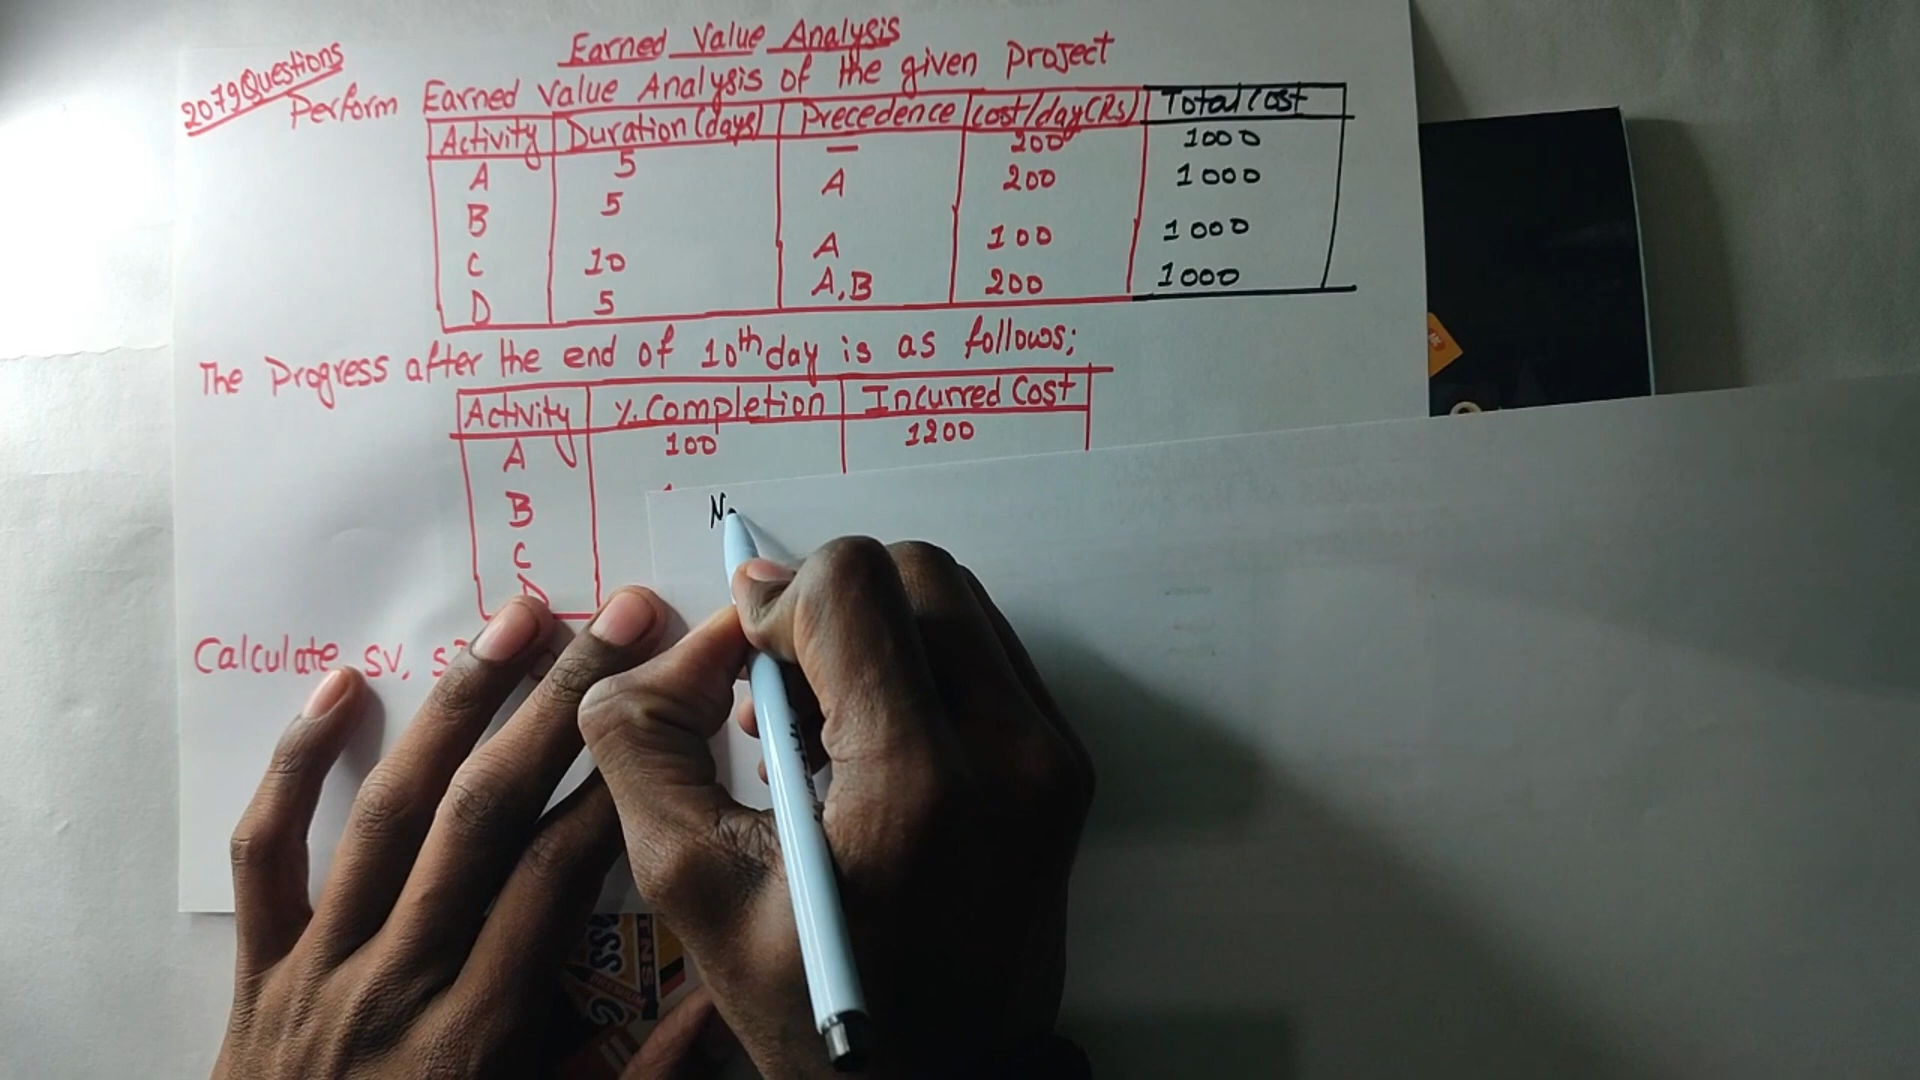 Earned Value Analysis
2079 Questions
Perform Earned Value Analysis of the given Project
Activity Duration (days) Precedence Cost/day(Rs) Total Cost
A 5 — 200 1000
B 5 A 200 1000
C 10 A 100 1000
D 5 A,B 200 1000
The Progress after the end of 10th day is as follows;
Activity %.Completion Incurred Cost
A 100 1200
B
C
D
Calculate SV,